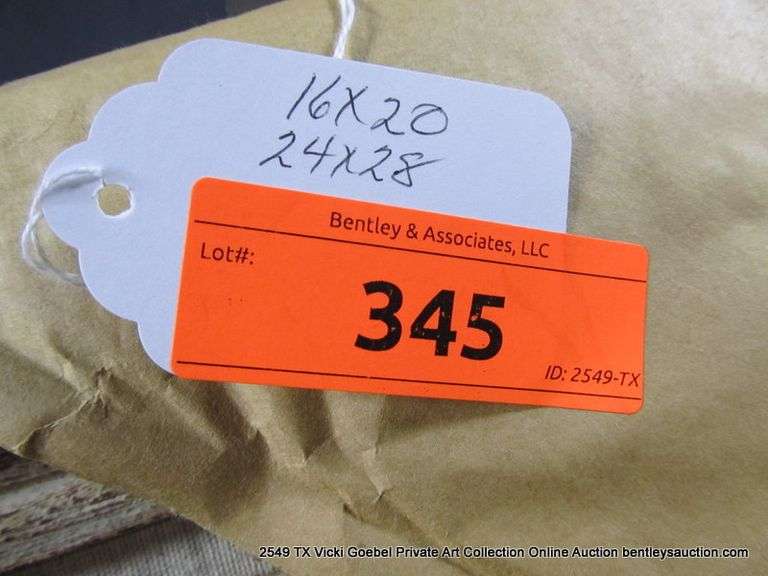 16X20
24X28
Bentley & Associates, LLC
Lot#:
345
ID: 2549-TX
2549 TX Vicki Goebel Private Art Collection Online Auction bentleysauction.com